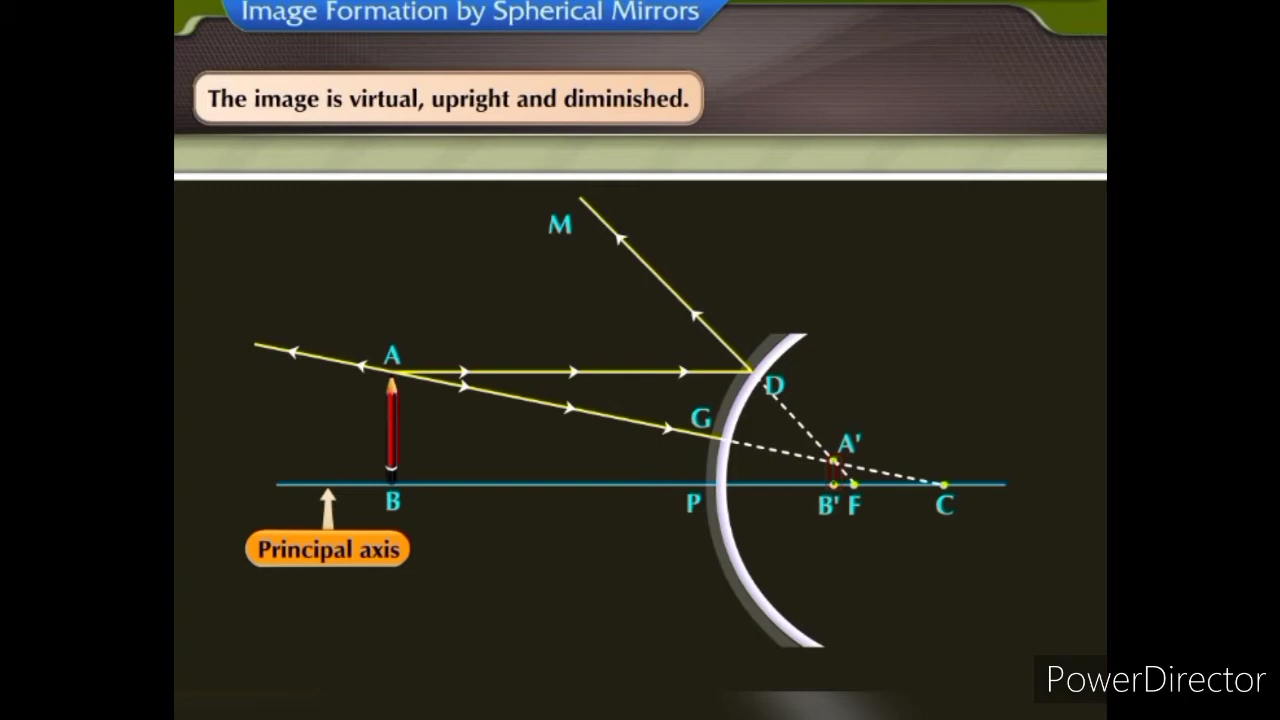 Image Formation by Spherical Mirrors
The image is virtual, upright and diminished.
M
A
D
G
A'
B
P
B' F
C
Principal axis
PowerDirector